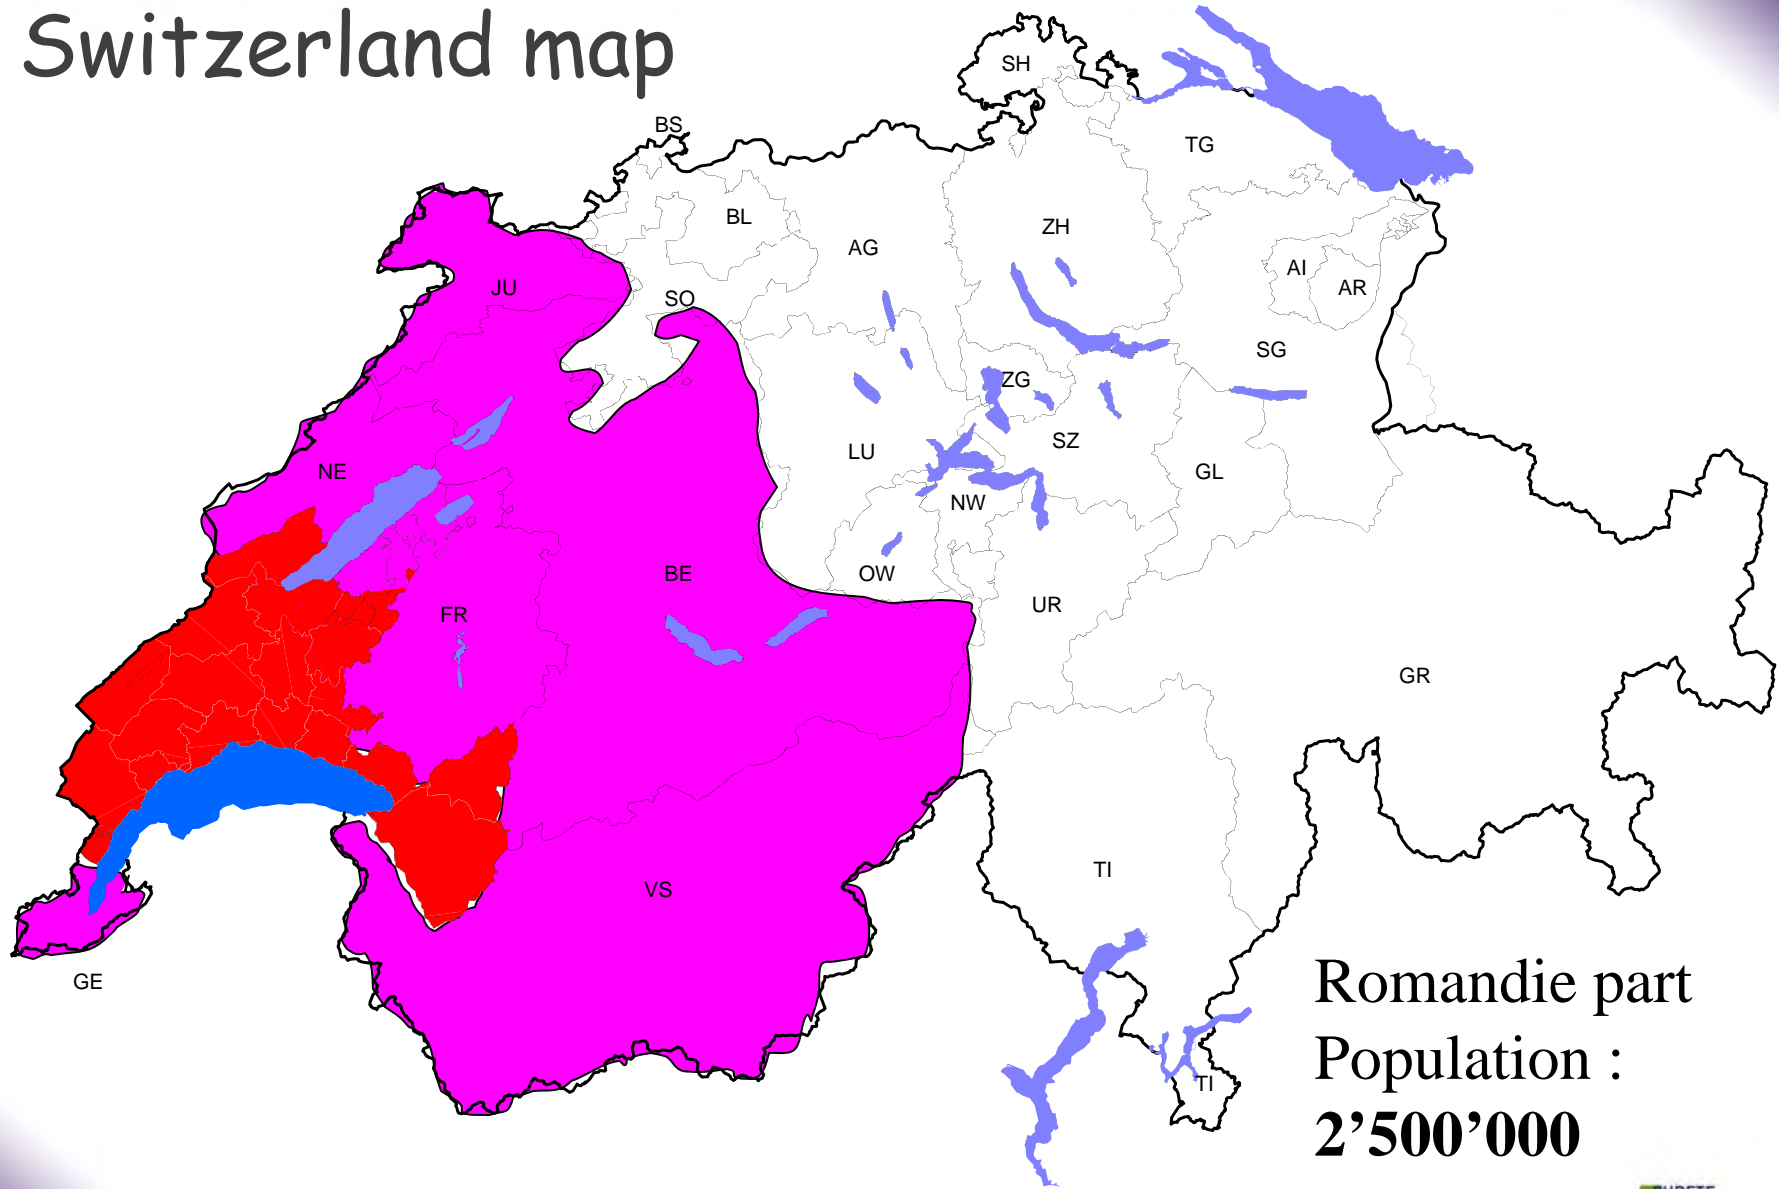 Switzerland map
SH
BS
TG
BL
ZH
AG
AI
JU
AR
SO
SG
ZG
SZ
LU
NE
GL
NW
BE
OW
UR
FR
GR
TI
VS
GE
TI
Romandie part
Population :
2’500’000